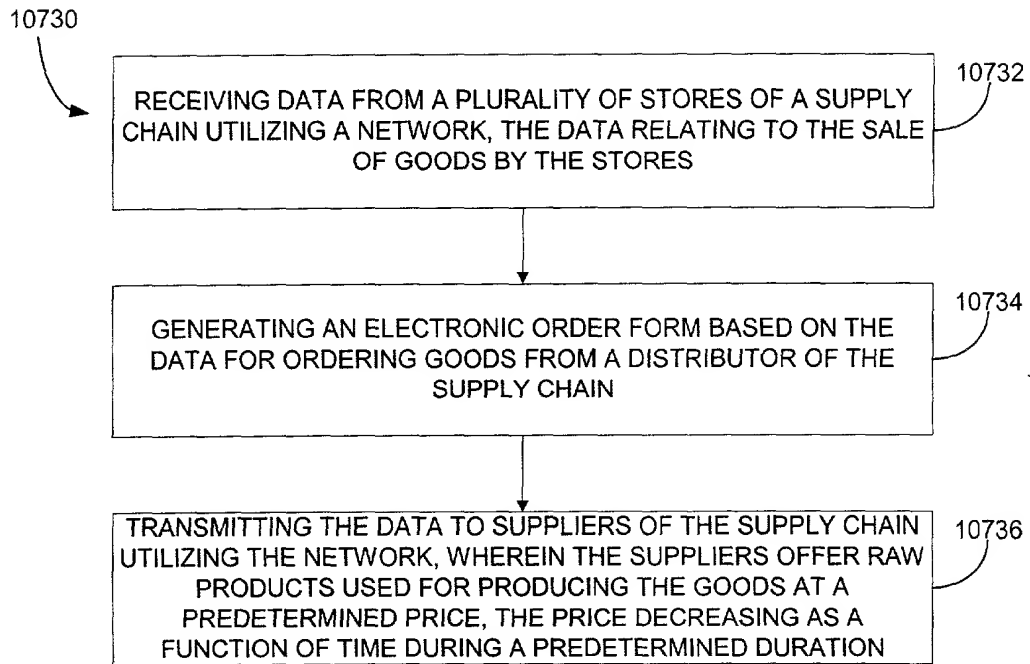 10730
10732
RECEIVING DATA FROM A PLURALITY OF STORES OF A SUPPLY
CHAIN UTILIZING A NETWORK, THE DATA RELATING TO THE SALE
OF GOODS BY THE STORES
10734
GENERATING AN ELECTRONIC ORDER FORM BASED ON THE
DATA FOR ORDERING GOODS FROM A DISTRIBUTOR OF THE
SUPPLY CHAIN
10736
TRANSMITTING THE DATA TO SUPPLIERS OF THE SUPPLY CHAIN
UTILIZING THE NETWORK, WHEREIN THE SUPPLIERS OFFER RAW
PRODUCTS USED FOR PRODUCING THE GOODS AT A
PREDETERMINED PRICE, THE PRICE DECREASING AS A
FUNCTION OF TIME DURING A PREDETERMINED DURATION